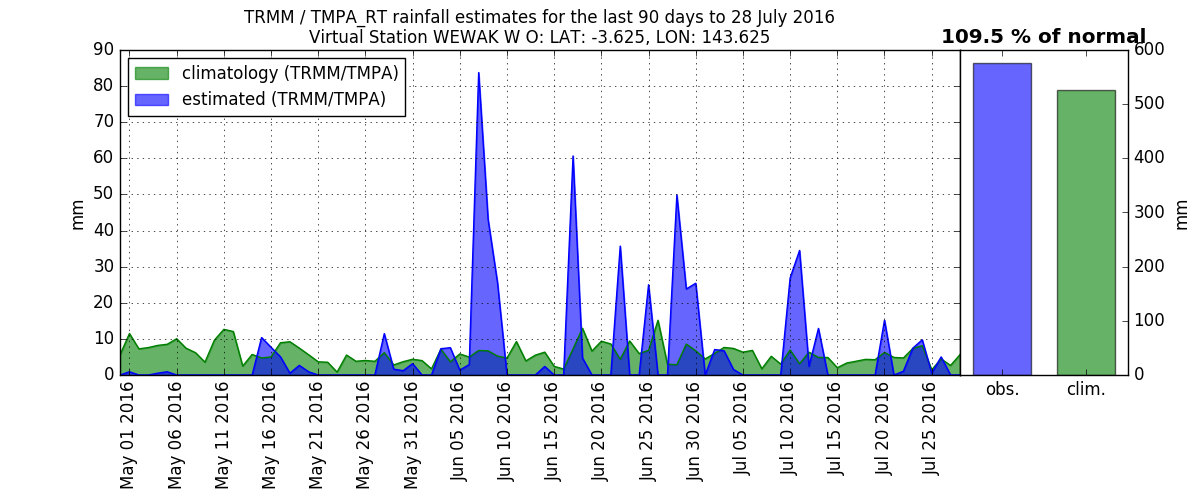 TRMM / TMPA_RT rainfall estimates for the last 90 days to 28 July 2016
Virtual Station WEWAK W O: LAT: -3.625, LON: 143.625
109.5 % of normal
climatology (TRMM/TMPA)
estimated (TRMM/TMPA)
mm
90
80
70
60
50
40
30
20
10
0
May 01 2016
May 06 2016
May 11 2016
May 16 2016
May 21 2016
May 26 2016
May 31 2016
Jun 05 2016
Jun 10 2016
Jun 15 2016
Jun 20 2016
Jun 25 2016
Jun 30 2016
Jul 05 2016
Jul 10 2016
Jul 15 2016
Jul 20 2016
Jul 25 2016
obs.
clim.
600
500
400
300
200
100
0
mm